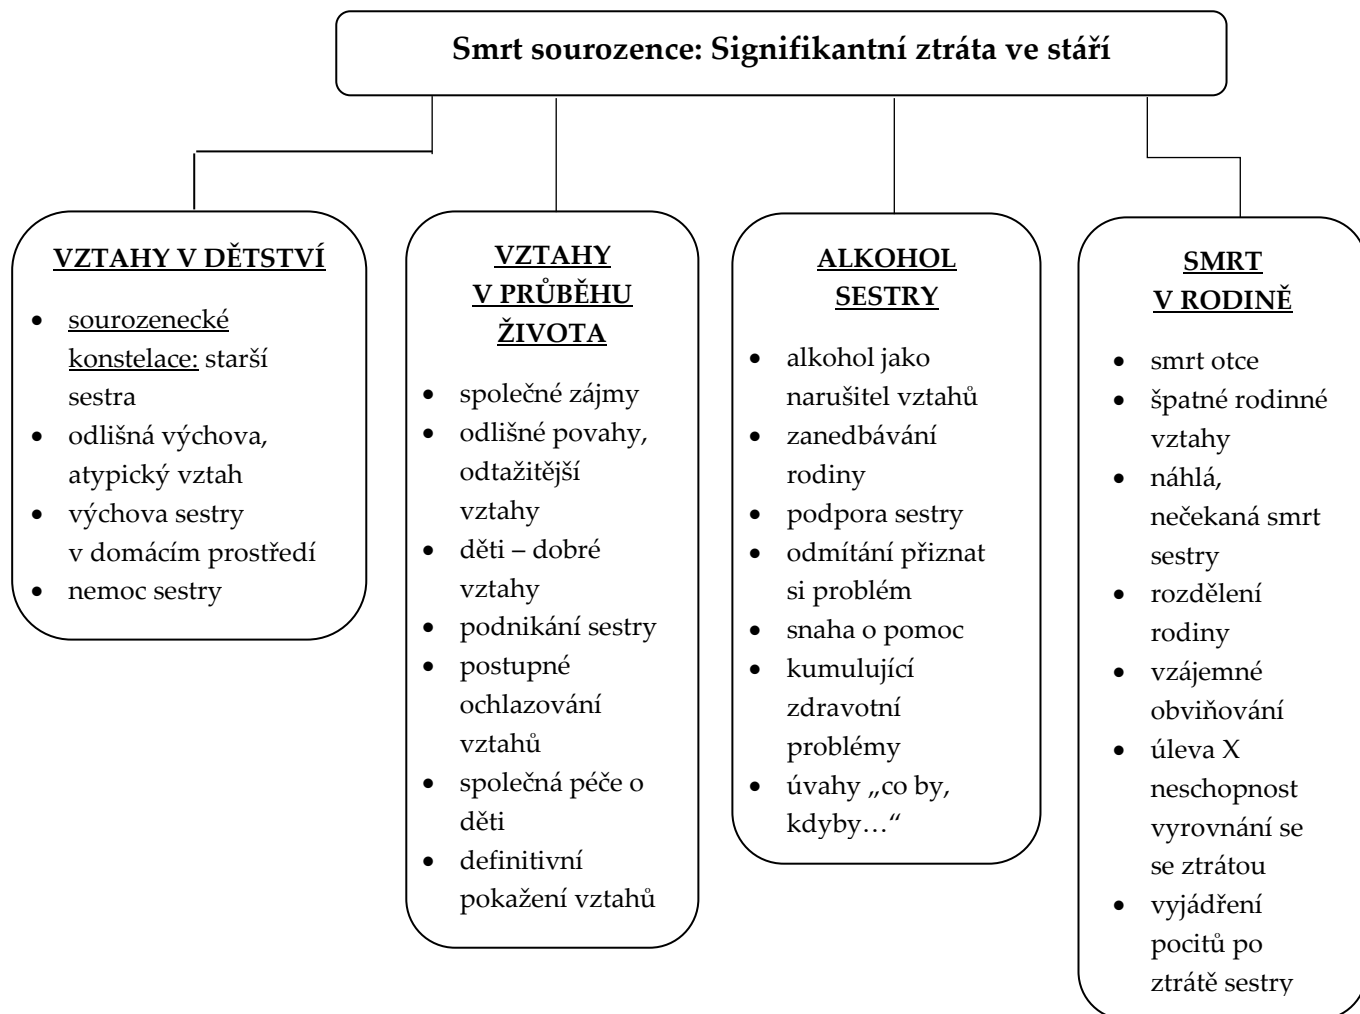 Smrt sourozence: Signifikantní ztráta ve stáří
VZTAHY V DĚTSTVÍ
• sourozenecké
konstelace: starší
sestra
• odlišná výchova,
atypický vztah
• výchova sestry
v domácím prostředí
• nemoc sestry
VZTAHY
V PRŮBĚHU
ŽIVOTA
• společné zájmy
• odlišné povahy,
odtažitější
vztahy
• děti – dobré
vztahy
• podnikání sestry
• postupné
ochlazování
vztahů
• společná péče o
děti
• definitivní
pokažení vztahů
ALKOHOL
SESTRY
• alkohol jako
narušitel vztahů
• zanedbávání
rodiny
• podpora sestry
• odmítání přiznat
si problém
• snaha o pomoc
• kumulující
zdravotní
problémy
• úvahy „co by,
kdyby…“
SMRT
V RODINĚ
• smrt otce
• špatné rodinné
vztahy
• náhlá,
nečekaná smrt
sestry
• rozdělení
rodiny
• vzájemné
obviňování
• úleva X
neschopnost
vyrovnání se
se ztrátou
• vyjádření
pocitů po
ztrátě sestry